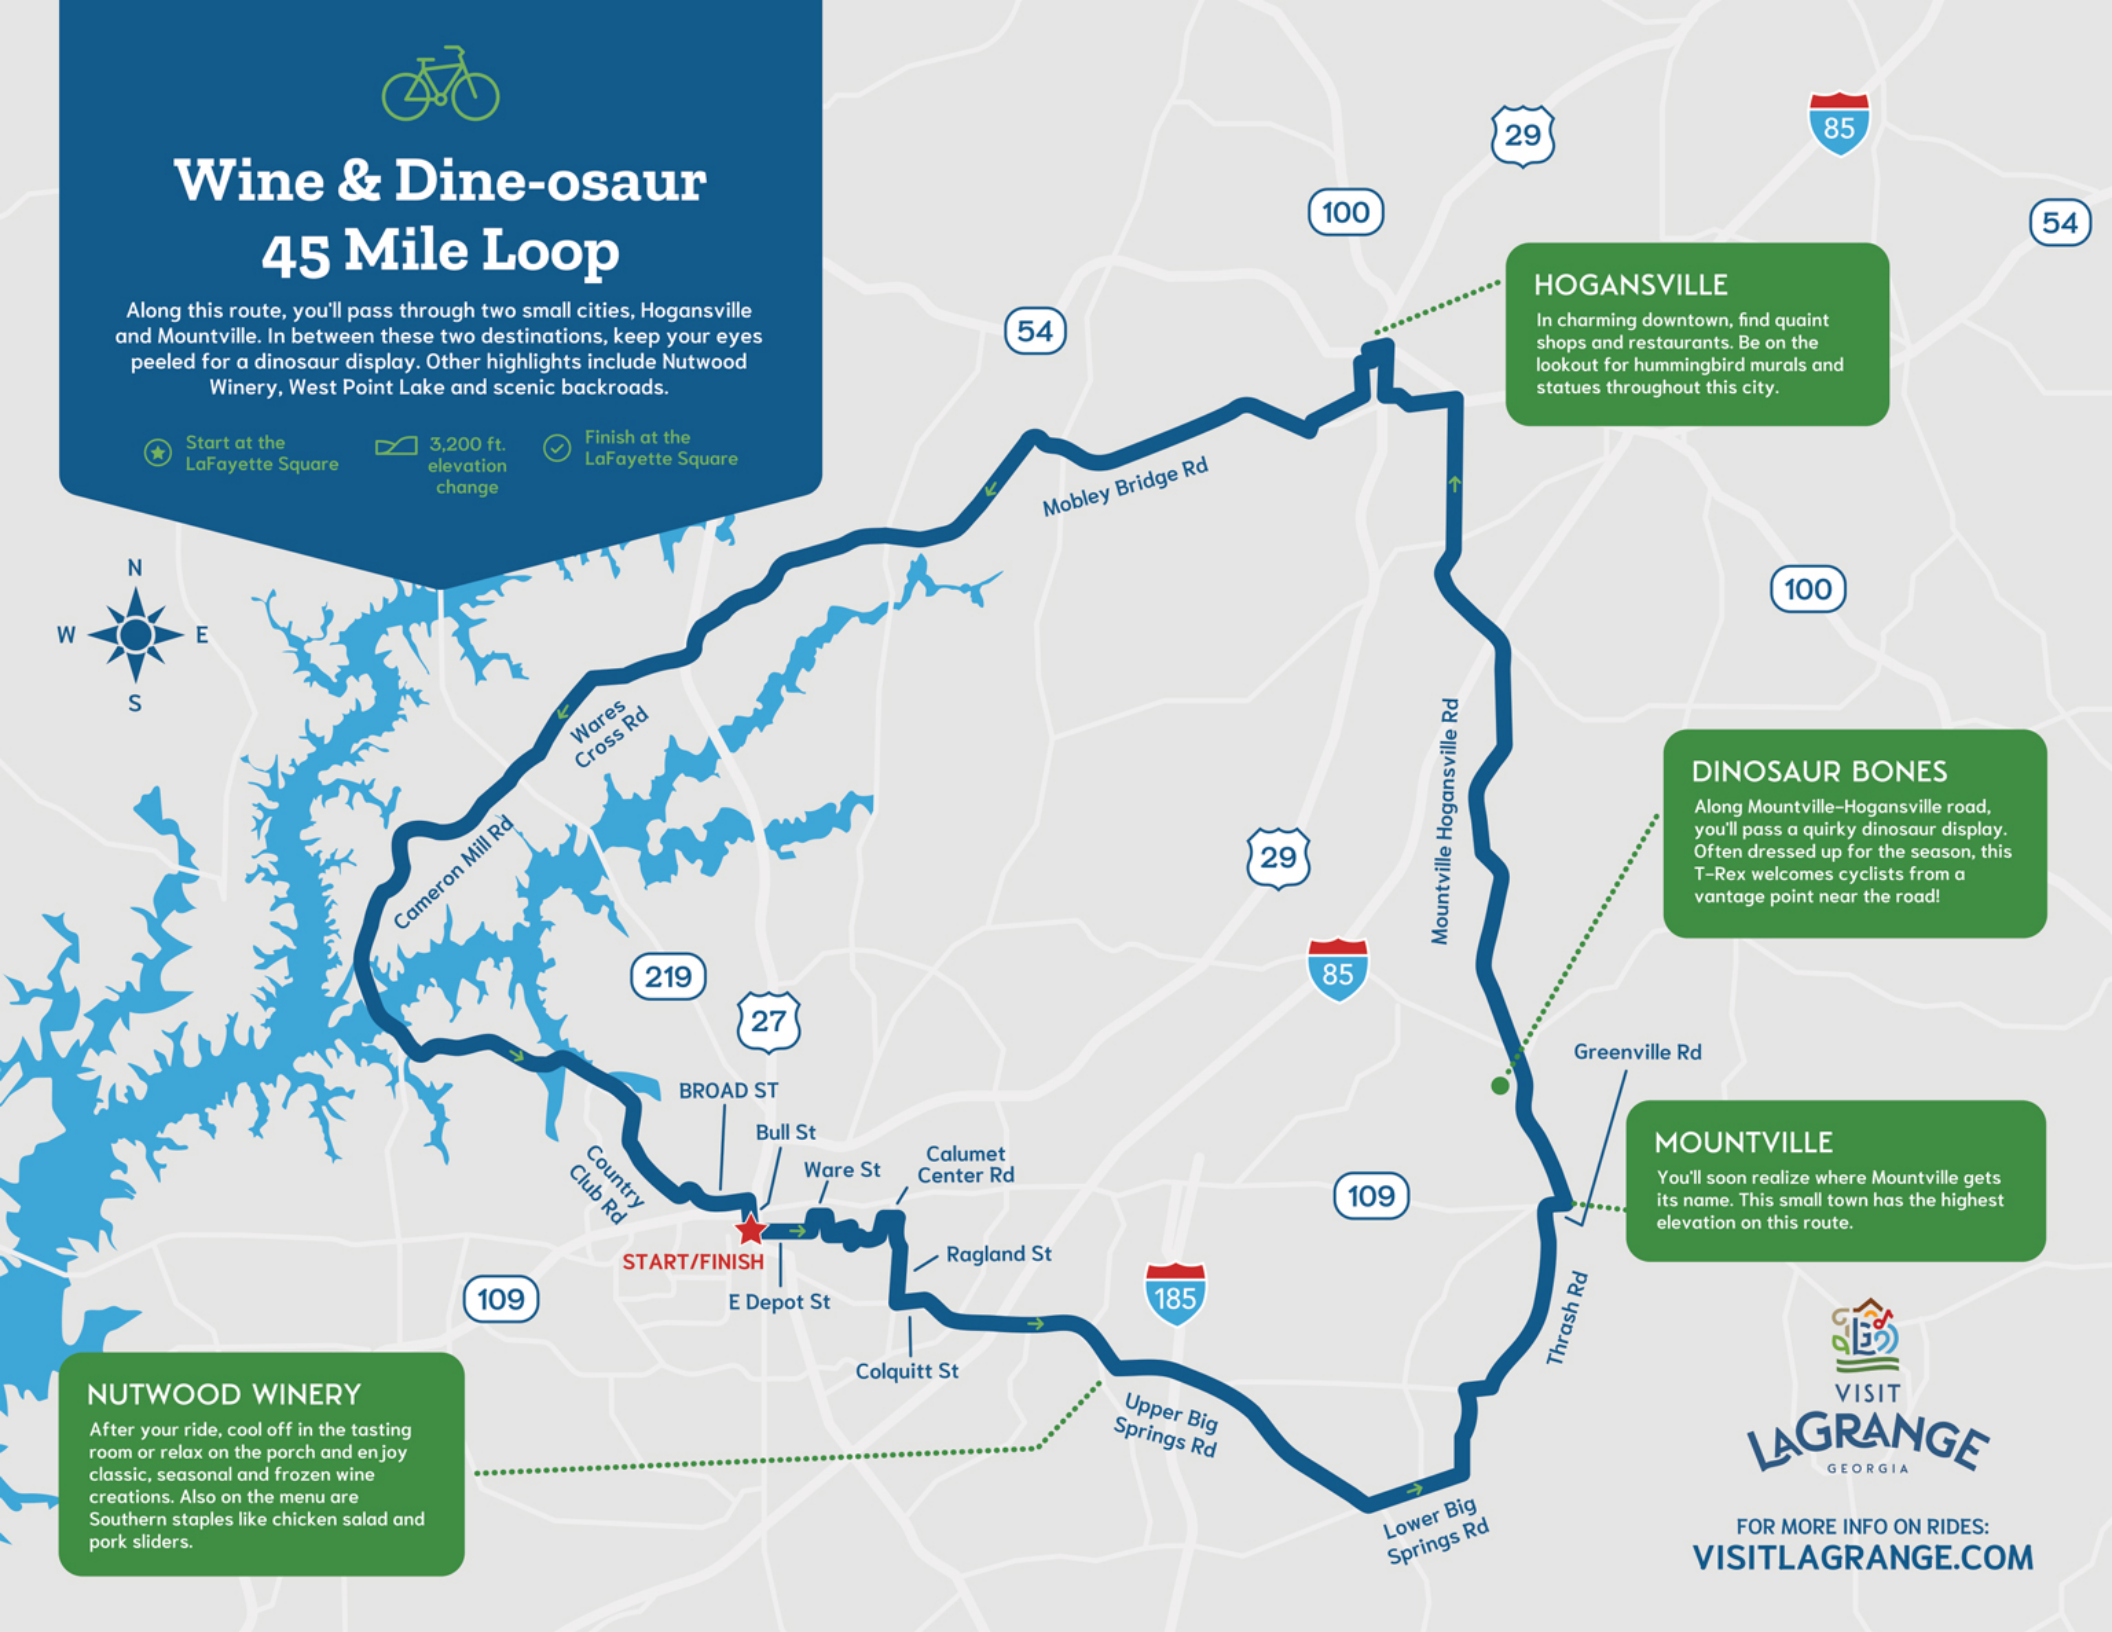 Wine & Dine-osaur
45 Mile Loop
Along this route, you'll pass through two small cities, Hogansville
and Mountville. In between these two destinations, keep your eyes
peeled for a dinosaur display. Other highlights include Nutwood
Winery, West Point Lake and scenic backroads.
Start at the
LaFayette Square
3,200 ft.
elevation
change
Finish at the
LaFayette Square
N
W
E
S
29
85
100
54
54
HOGANSVILLE
In charming downtown, find quaint
shops and restaurants. Be on the
lookout for hummingbird murals and
statues throughout this city.
Mobley Bridge Rd
100
Wares
Cross Rd
Mountville Hogansville Rd
DINOSAUR BONES
Along Mountville-Hogansville road,
you'll pass a quirky dinosaur display.
Often dressed up for the season, this
T-Rex welcomes cyclists from a
vantage point near the road!
Cameron Mill Rd
29
85
219
27
Greenville Rd
BROAD ST
Bull St
Ware St
Calumet
Center Rd
Country
Club Rd
109
MOUNTVILLE
You'll soon realize where Mountville gets
its name. This small town has the highest
elevation on this route.
START/FINISH
Ragland St
E Depot St
109
185
Thrash Rd
Colquitt St
Upper Big
Springs Rd
Lower Big
Springs Rd
NUTWOOD WINERY
After your ride, cool off in the tasting
room or relax on the porch and enjoy
classic, seasonal and frozen wine
creations. Also on the menu are
Southern staples like chicken salad and
pork sliders.
LG
VISIT
LAGRANGE
GEORGIA
FOR MORE INFO ON RIDES:
VISITLAGRANGE.COM